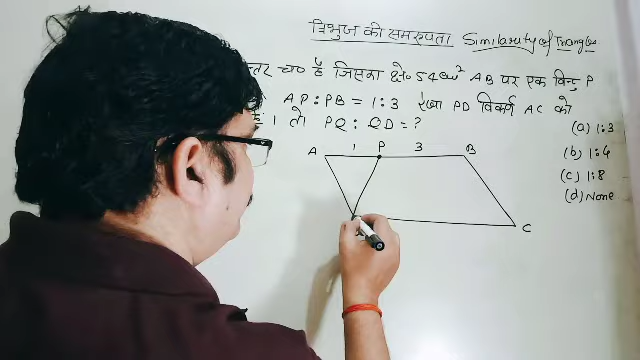 त्रिभुज की समरुपता Similarity of Triangles
च० है जिसका क्षे० 54 cm² AB पर एक बिन्दु P
AP : PB = 1 : 3 रेखा PD विकर्ण AC को
तो PQ : QD = ?
(a) 1:3
(b) 1:4
(c) 1:8
(d) None
A 1 P 3 B
C